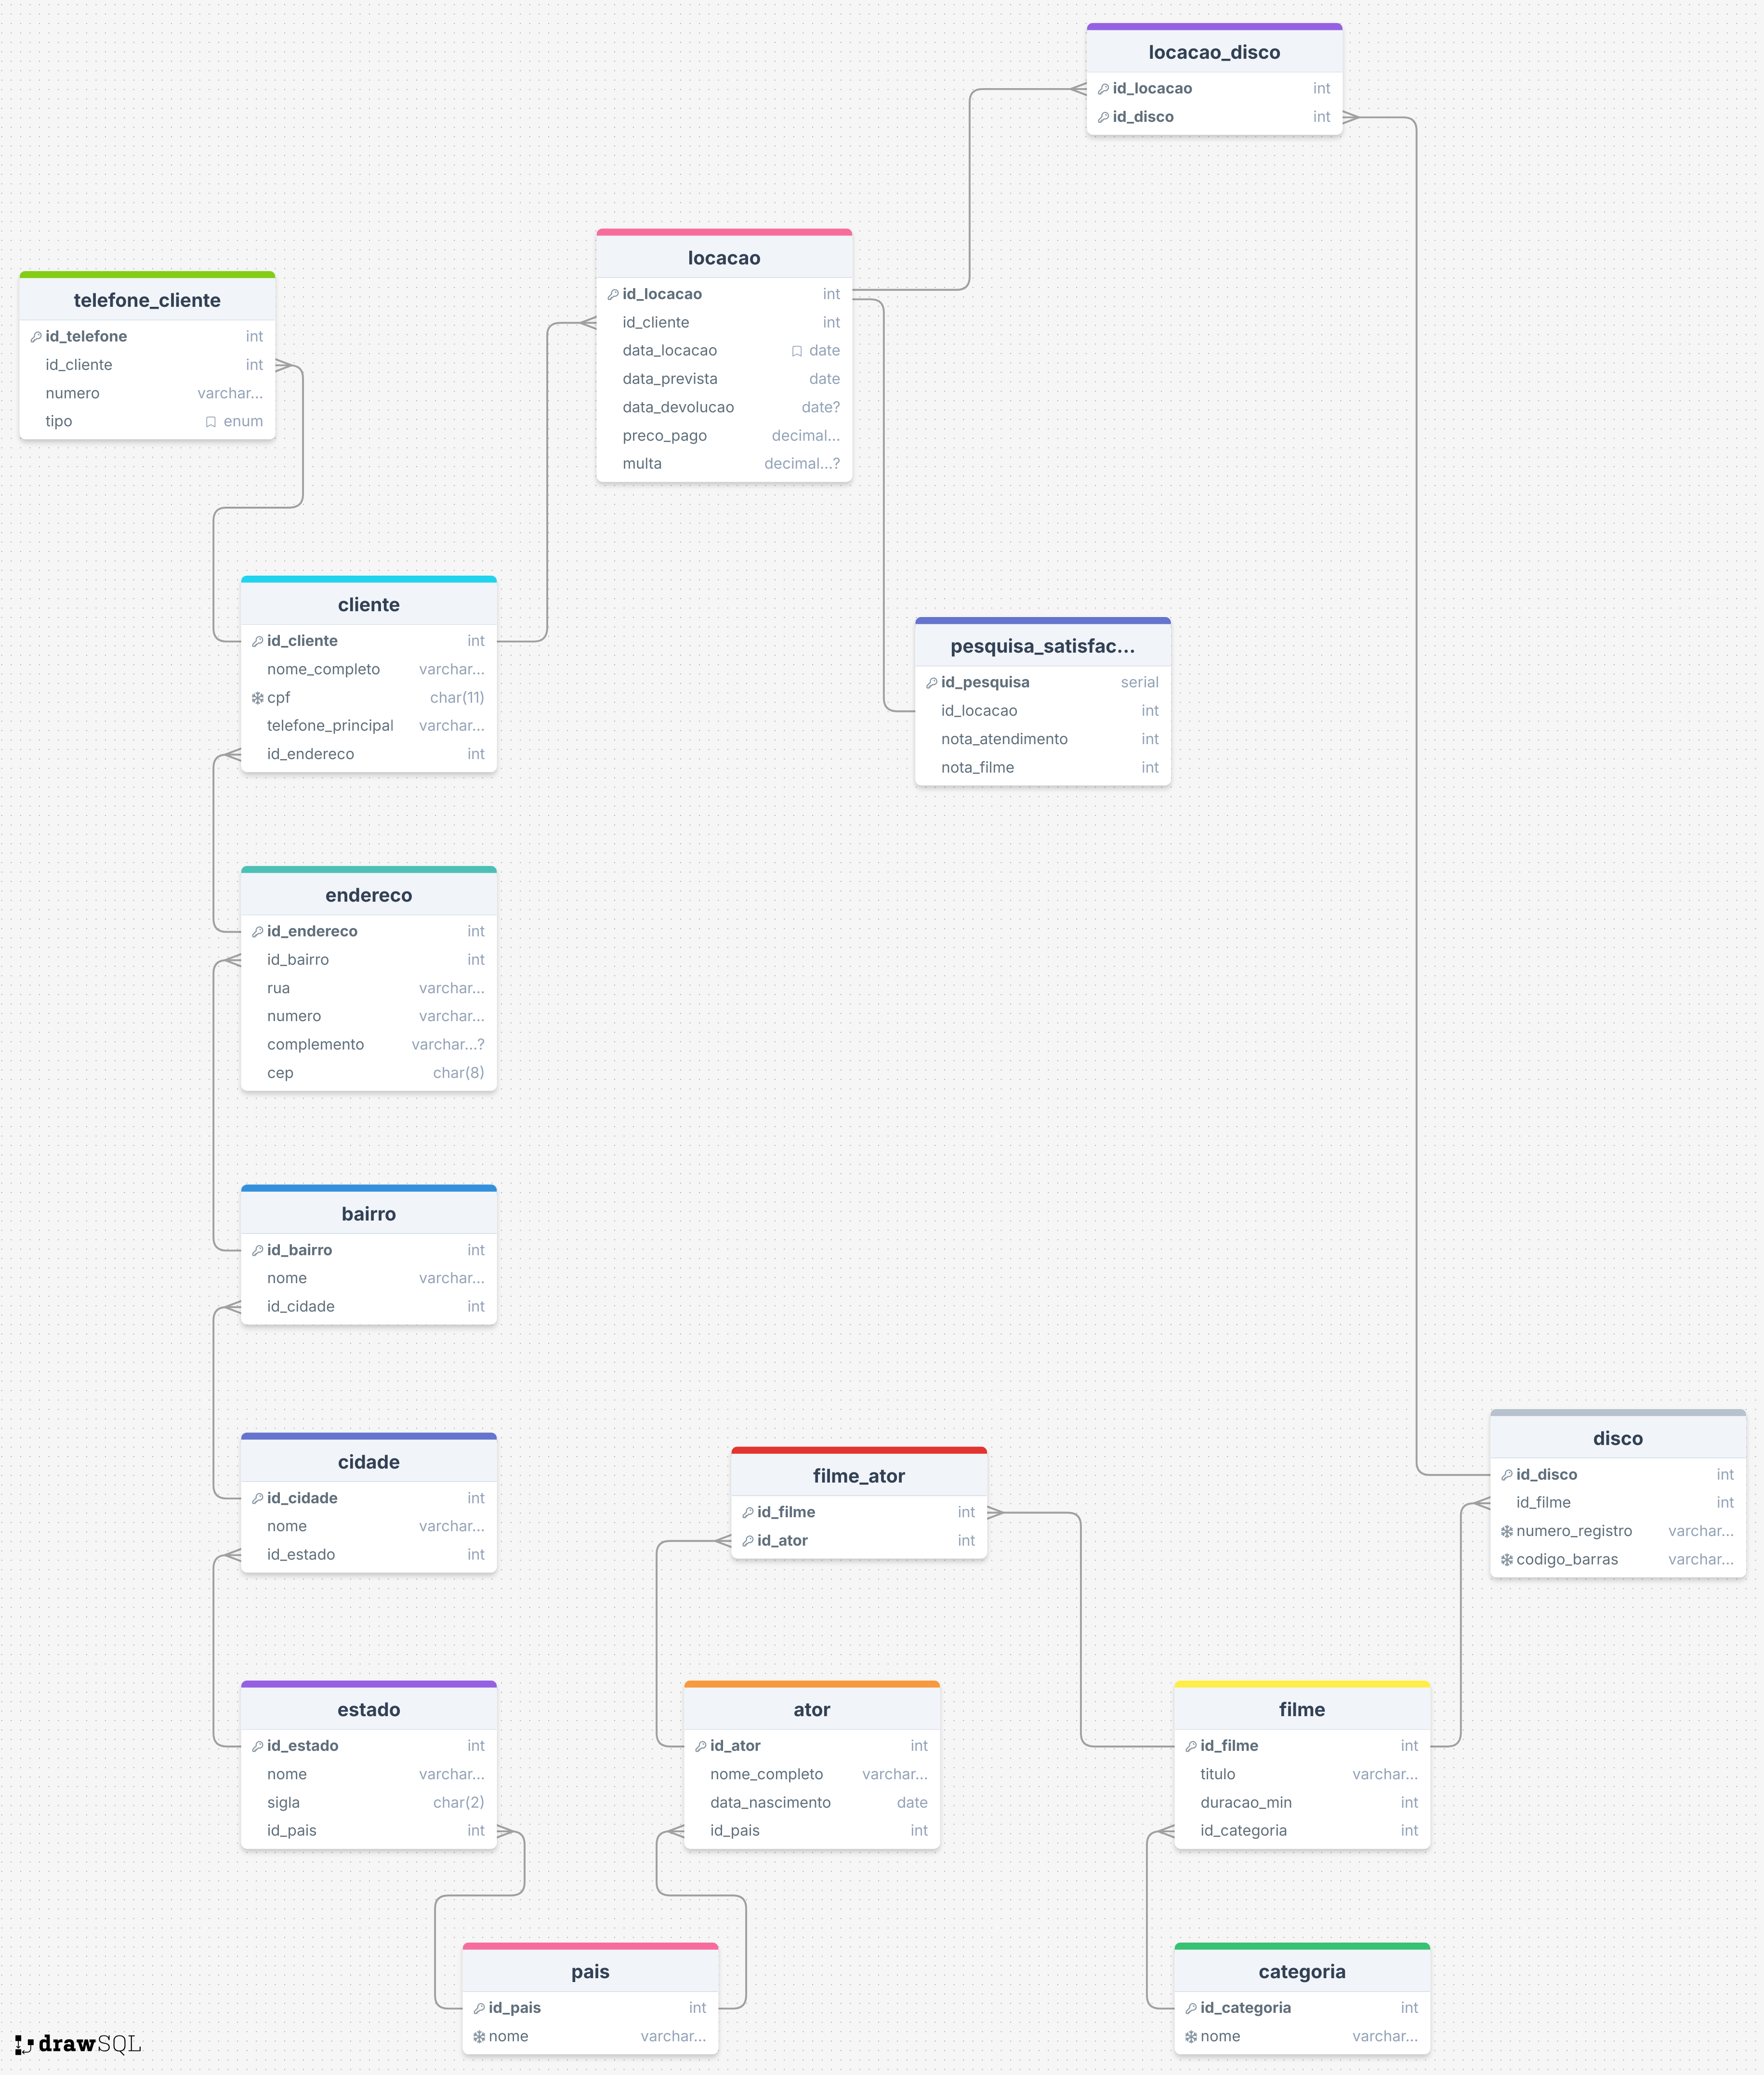 locacao_disco
id_locacao int
id_disco int
locacao
id_locacao int
id_cliente int
data_locacao date
data_prevista date
data_devolucao date?
preco_pago decimal...
multa decimal...?
telefone_cliente
id_telefone int
id_cliente int
numero varchar...
tipo enum
cliente
id_cliente int
nome_completo varchar...
cpf char(11)
telefone_principal varchar...
id_endereco int
pesquisa_satisfac...
id_pesquisa serial
id_locacao int
nota_atendimento int
nota_filme int
endereco
id_endereco int
id_bairro int
rua varchar...
numero varchar...
complemento varchar...?
cep char(8)
bairro
id_bairro int
nome varchar...
id_cidade int
cidade
id_cidade int
nome varchar...
id_estado int
filme_ator
id_filme int
id_ator int
disco
id_disco int
id_filme int
numero_registro varchar...
codigo_barras varchar...
estado
id_estado int
nome varchar...
sigla char(2)
id_pais int
ator
id_ator int
nome_completo varchar...
data_nascimento date
id_pais int
filme
id_filme int
titulo varchar...
duracao_min int
id_categoria int
pais
id_pais int
nome varchar...
categoria
id_categoria int
nome varchar...
drawSQL